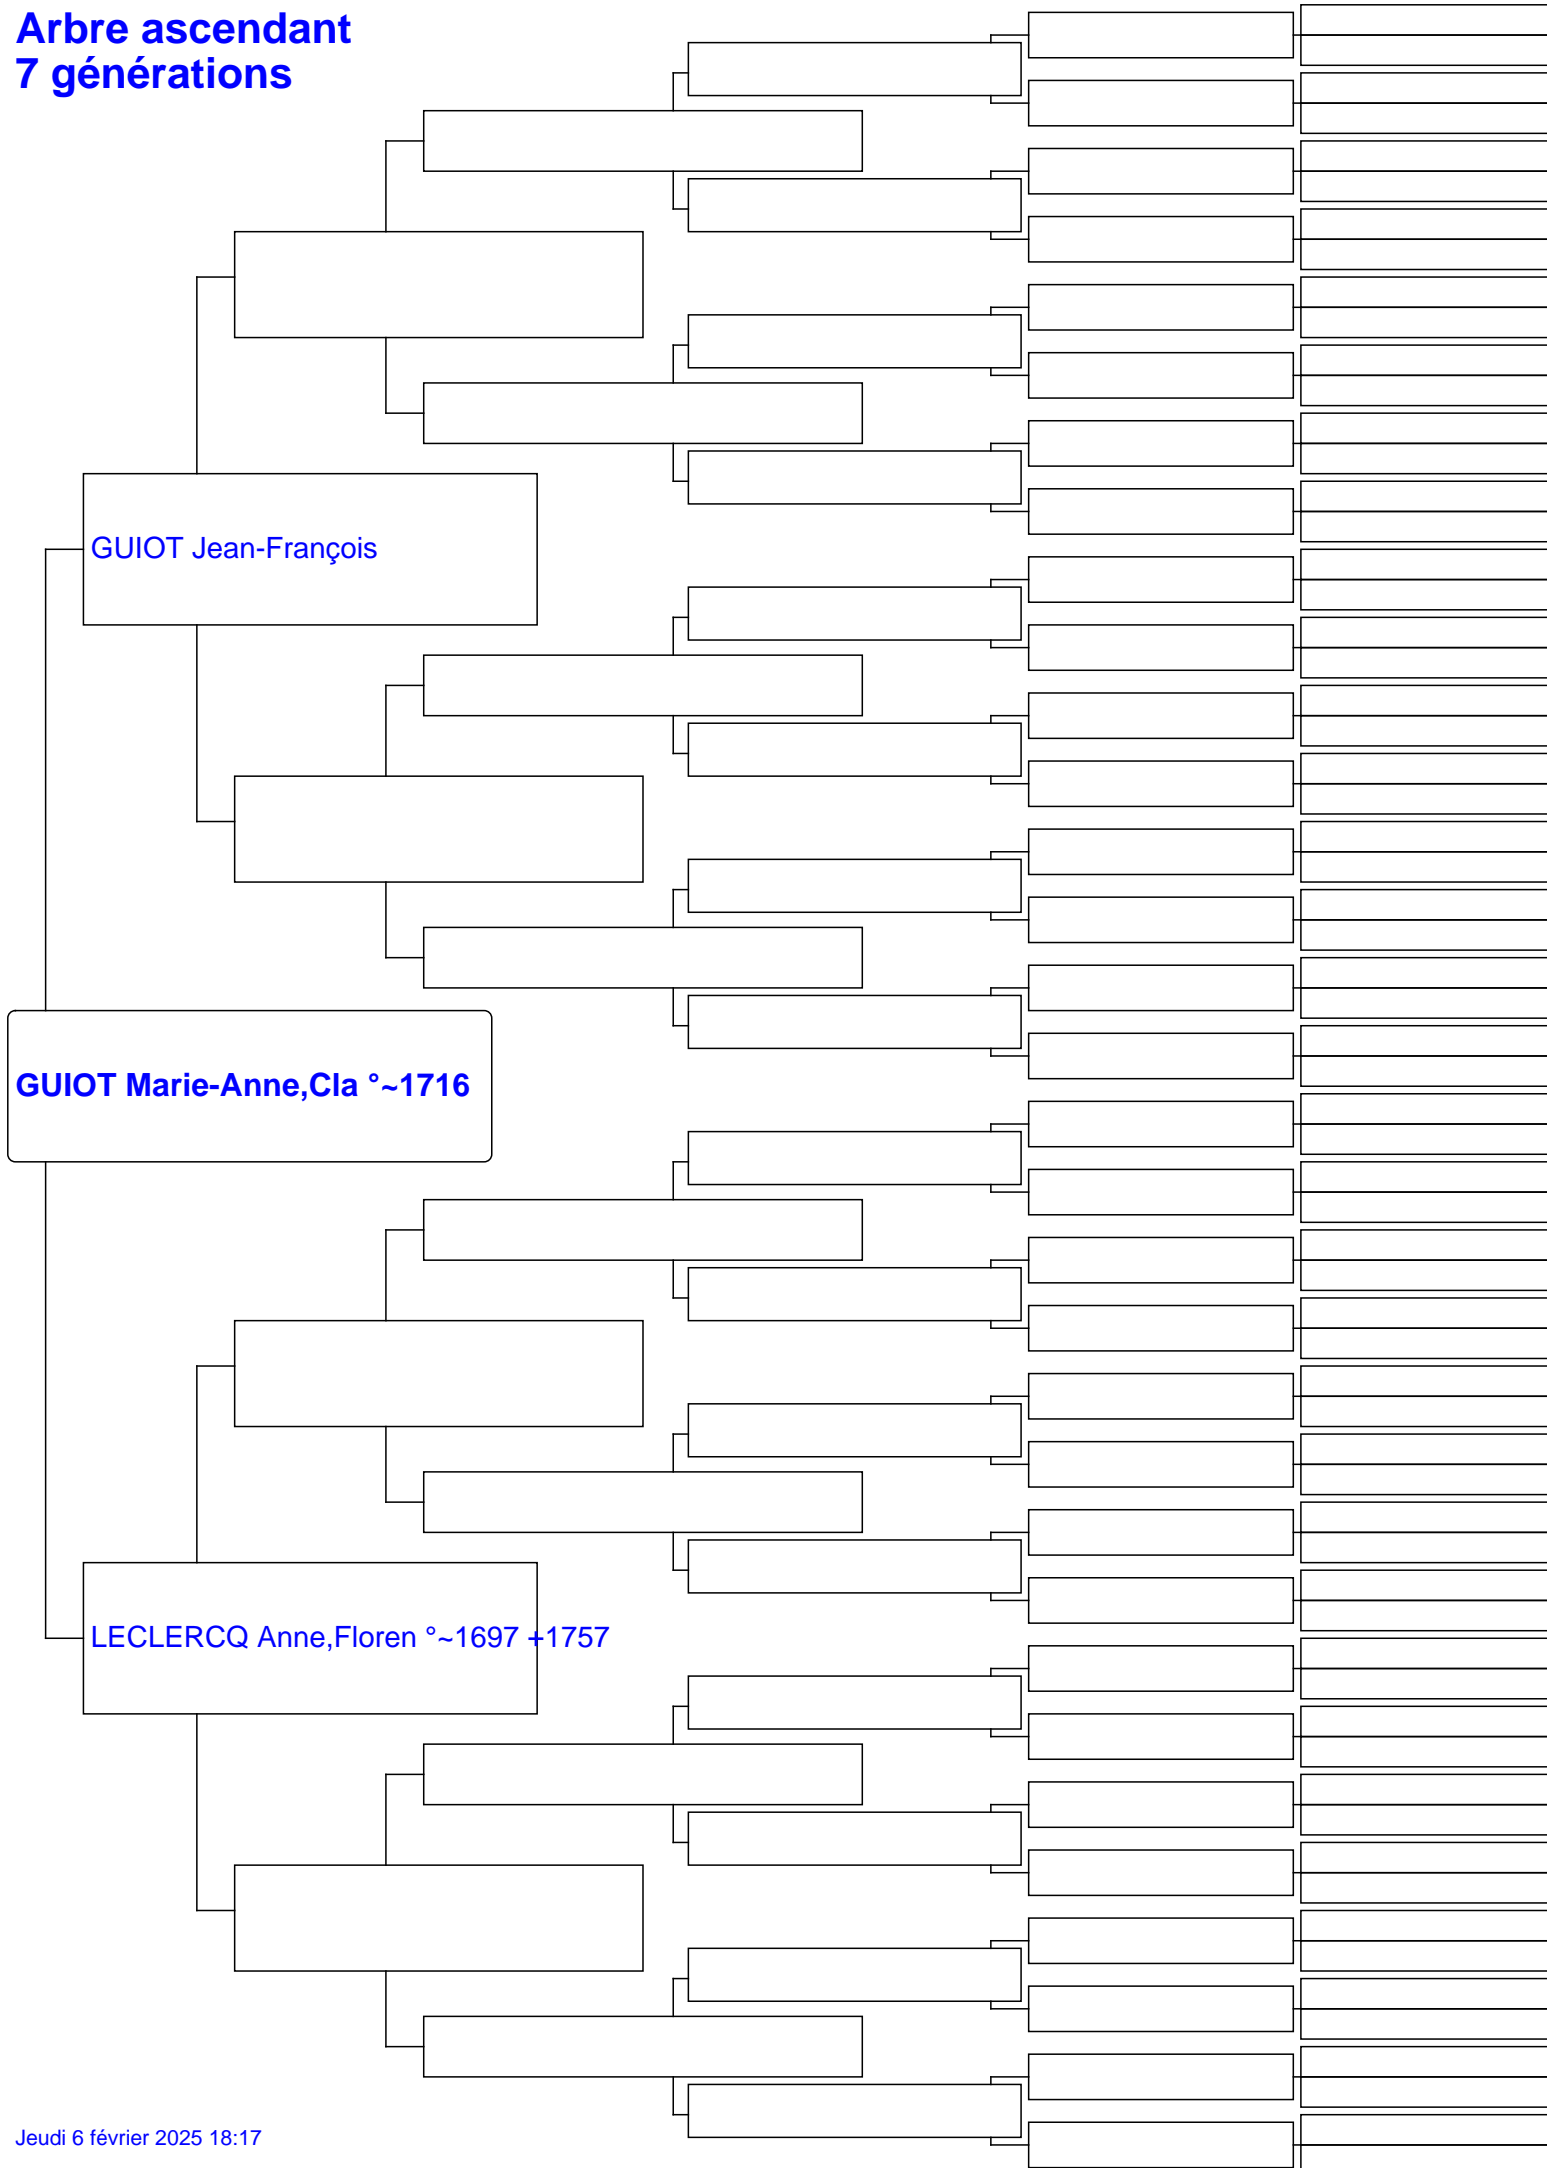 Arbre ascendant
7 générations
GUIOT Jean-François
GUIOT Marie-Anne,Cla °~1716
LECLERCQ Anne,Floren °~1697 +1757
Jeudi 6 février 2025 18:17